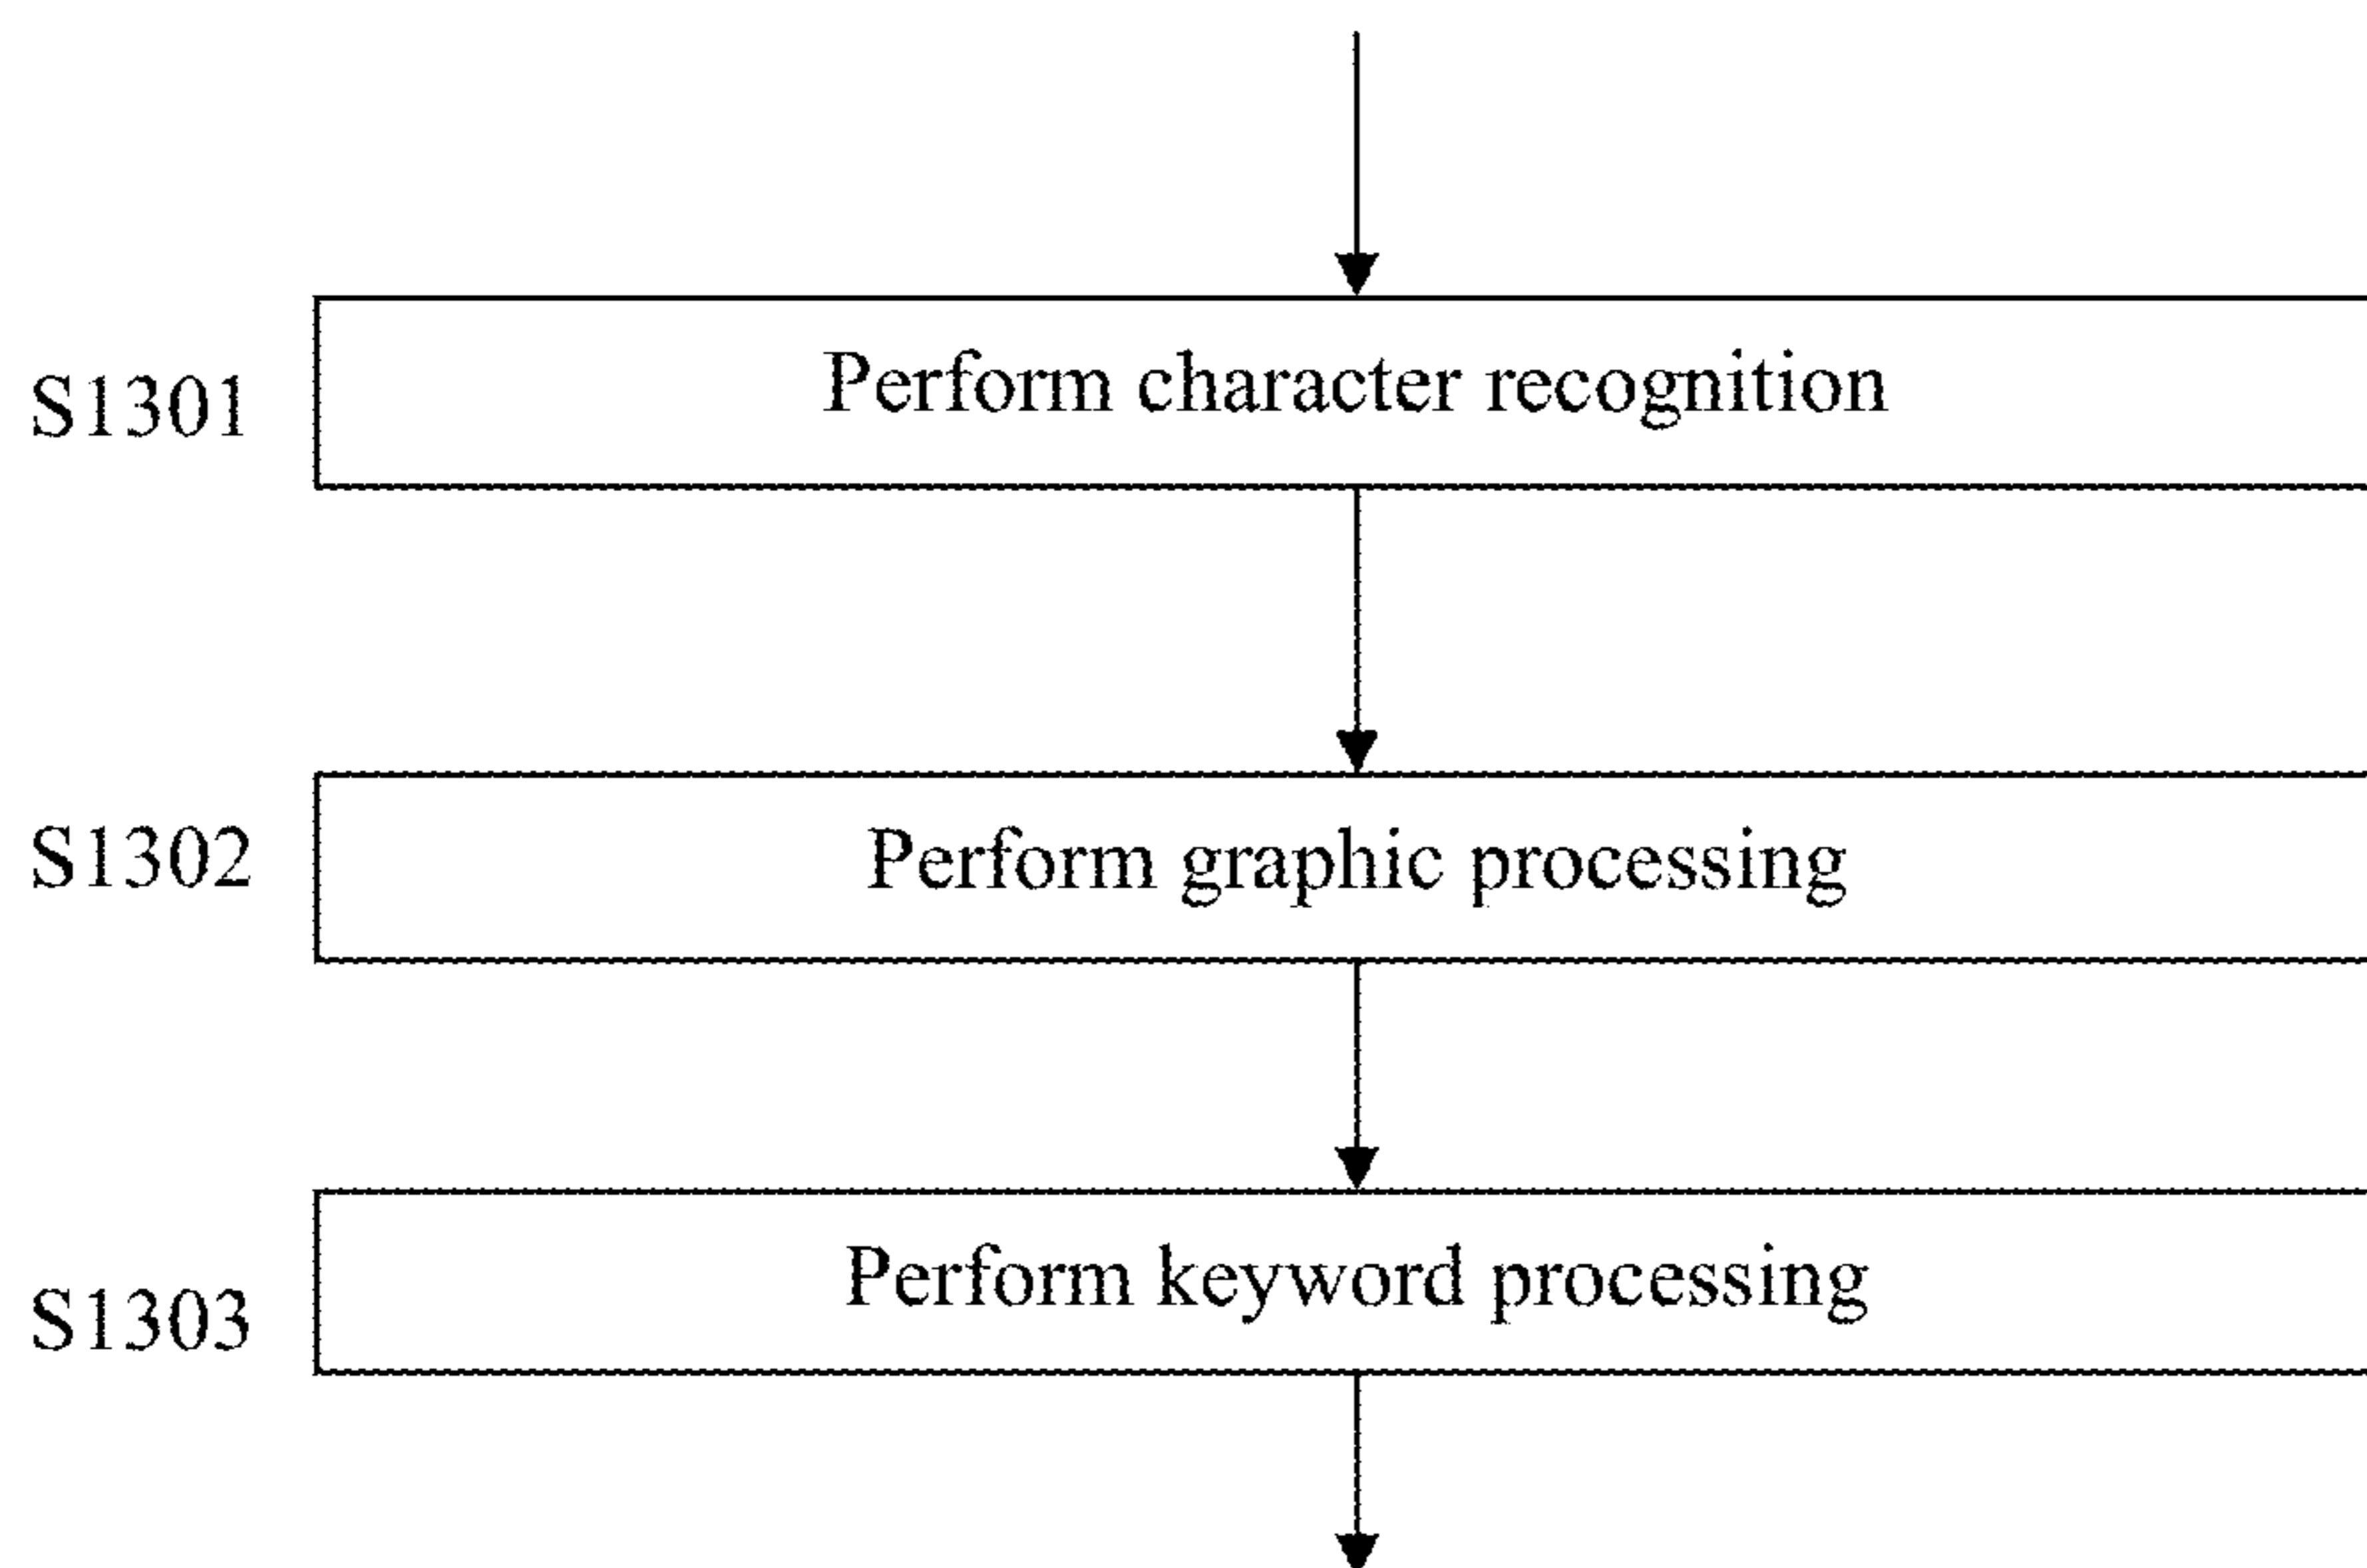 S1301 Perform character recognition
S1302 Perform graphic processing
S1303 Perform keyword processing